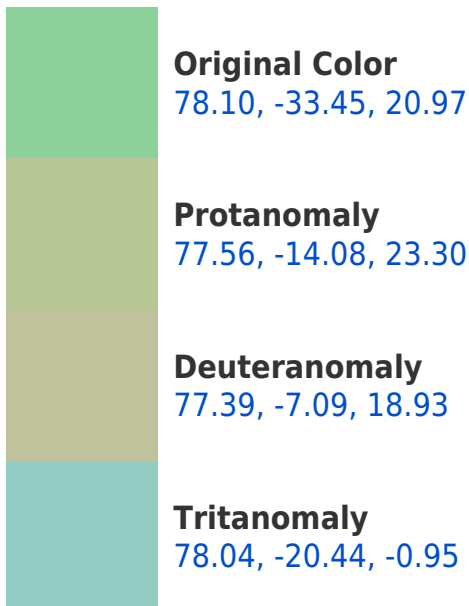 Original Color
78.10, -33.45, 20.97
Protanomaly
77.56, -14.08, 23.30
Deuteranomaly
77.39, -7.09, 18.93
Tritanomaly
78.04, -20.44, -0.95